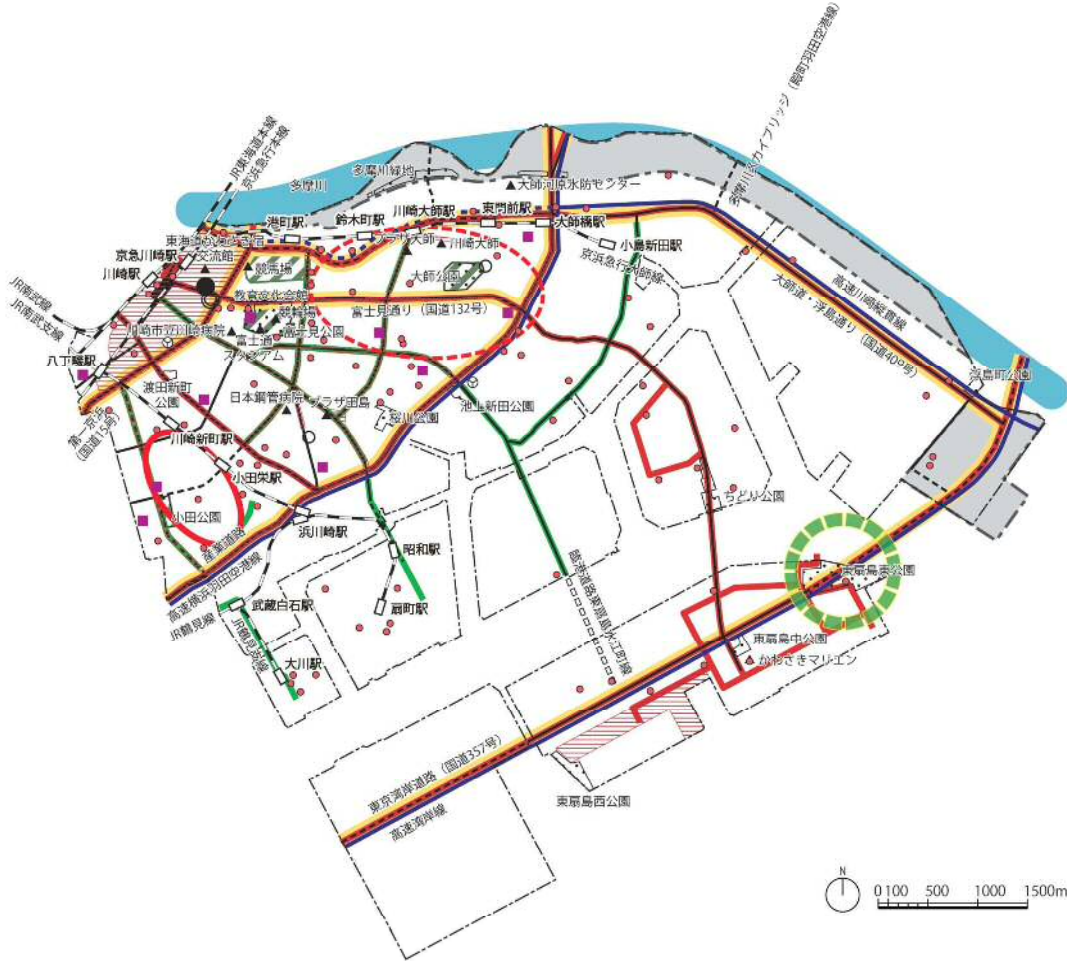 JR東海道本線
京浜急行本線
多摩川
多摩川緑地
多摩川スカイブリッジ（殿町羽田空港線）
大師河原水防センター
港町駅
鈴木町駅
川崎大師駅
東門前駅
大師橋駅
小島新田駅
京浜急行大師線
東海道かわさき宿
交流館
京急川崎駅
川崎駅
プラザ大師
川崎大師
大師公園
競馬場
教育文化会館
富士見通り（国道132号）
競輪場
富士見公園
川崎市立川崎病院
富士通
スタジアム
JR南武線
JR南武支線
八丁畷駅
高速川崎縦貫線
大師道・浮島通り（国道409号）
浮島町公園
渡田新町
公園
日本鋼管病院
プラザ田島
桜川公園
池上新田公園
第一京浜
（国道15号）
川崎新町駅
小田栄駅
小田公園
産業道路
浜川崎駅
昭和駅
扇町駅
ちどり公園
高速横浜羽田空港線
JR鶴見線
武蔵白石駅
JR鶴見支線
大川駅
臨港道路東扇島水江町線
東扇島東公園
東扇島中公園
かわさきマリエン
東京湾岸道路（国道357号）
高速湾岸線
東扇島西公園
N
0 100 500 1000 1500m